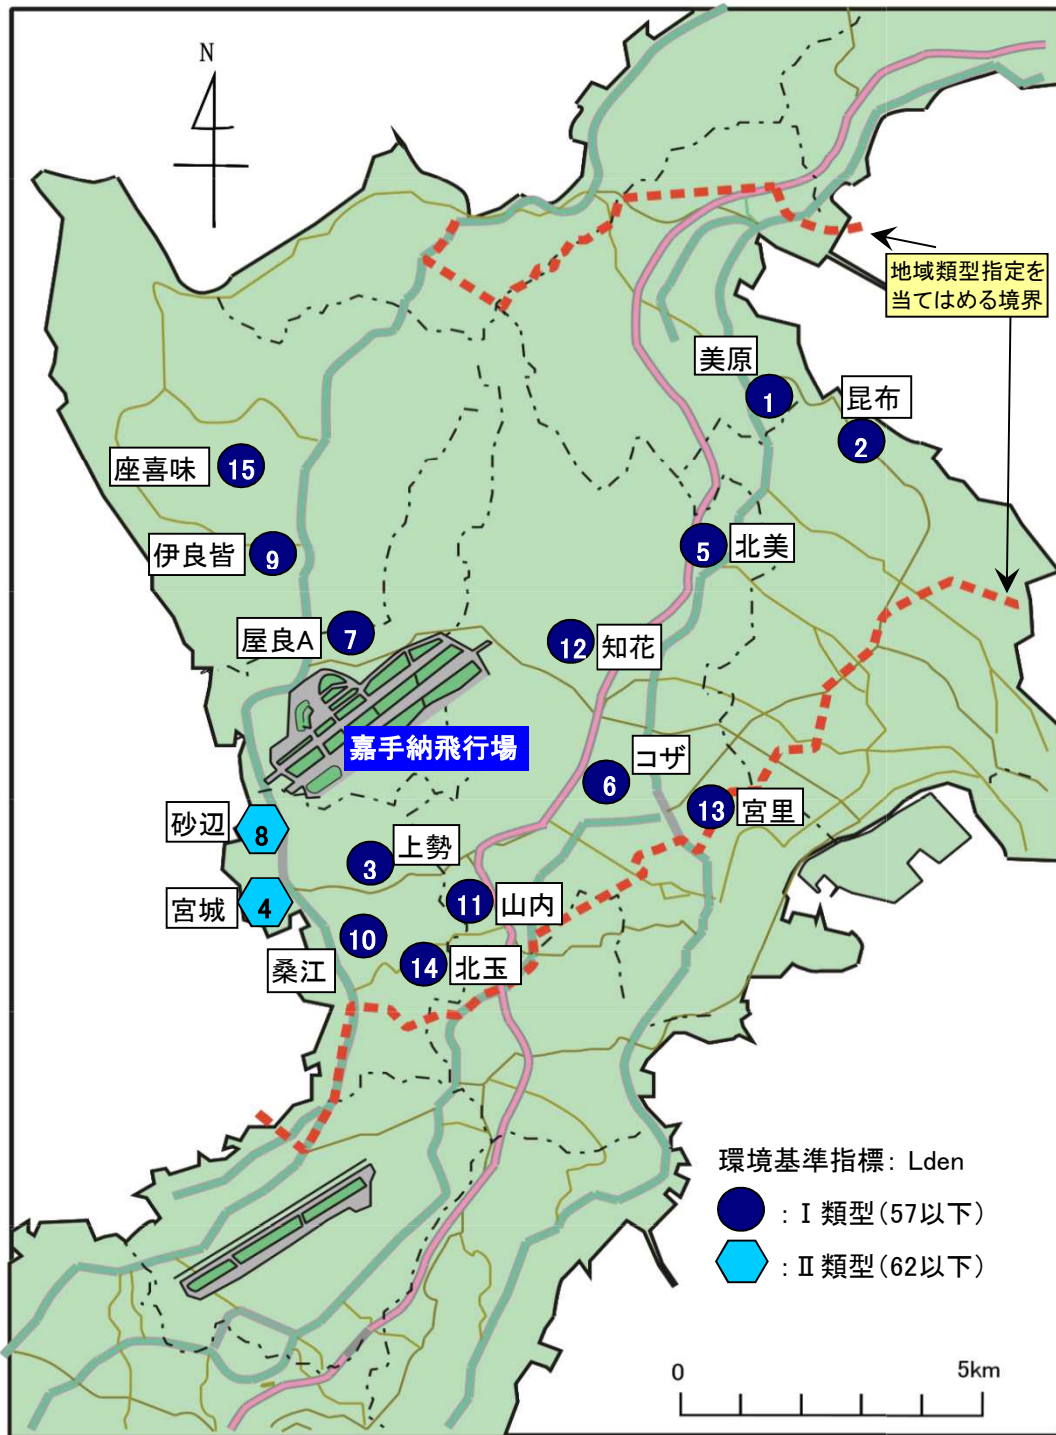 N
地域類型指定を
当てはめる境界
美原
1
昆布
2
座喜味
15
伊良皆
9
5
北美
屋良A
7
12
知花
嘉手納飛行場
コザ
6
13
宮里
砂辺
8
上勢
3
宮城
4
11
山内
10
桑江
14
北玉
環境基準指標: Lden
: Ⅰ類型(57以下)
: Ⅱ類型(62以下)
0
5km